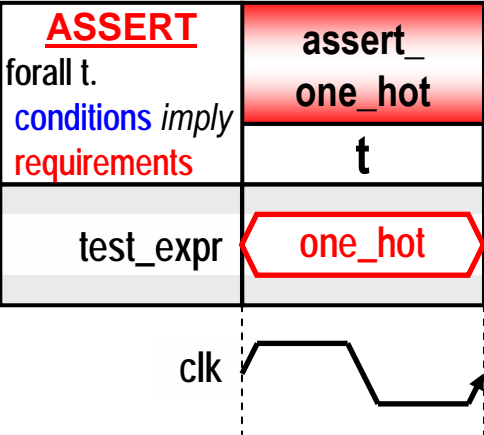 ASSERT
forall t.
conditions imply
requirements
assert_
one_hot
t
test_expr
one_hot
clk